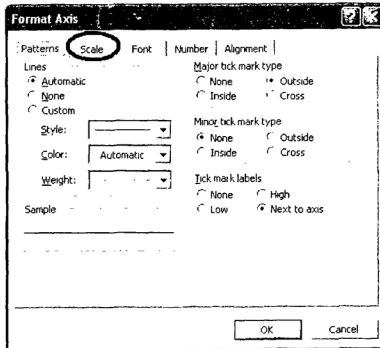 Format Axis
Patterns Scale Font Number Alignment
Lines
Automatic
None
Custom
Style:
Color: Automatic
Weight:
Sample
Major tick mark type
None Outside
Inside Cross
Minor tick mark type
None Outside
Inside Cross
Tick mark labels
None High
Low Next to axis
OK Cancel